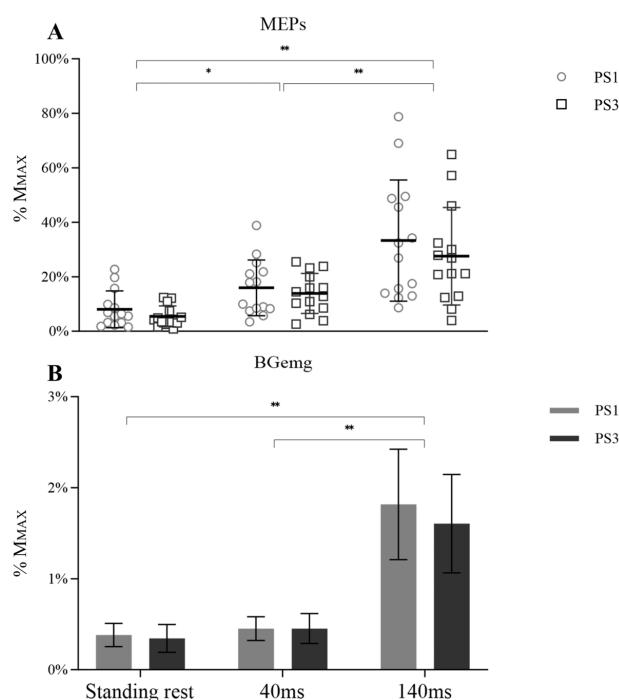 A
MEPs
**
*
**
100%
80%
60%
40%
20%
0%
% MMAX
PS1
PS3
B
BGemg
**
**
3%
2%
1%
0%
% MMAX
PS1
PS3
Standing rest
40ms
140ms